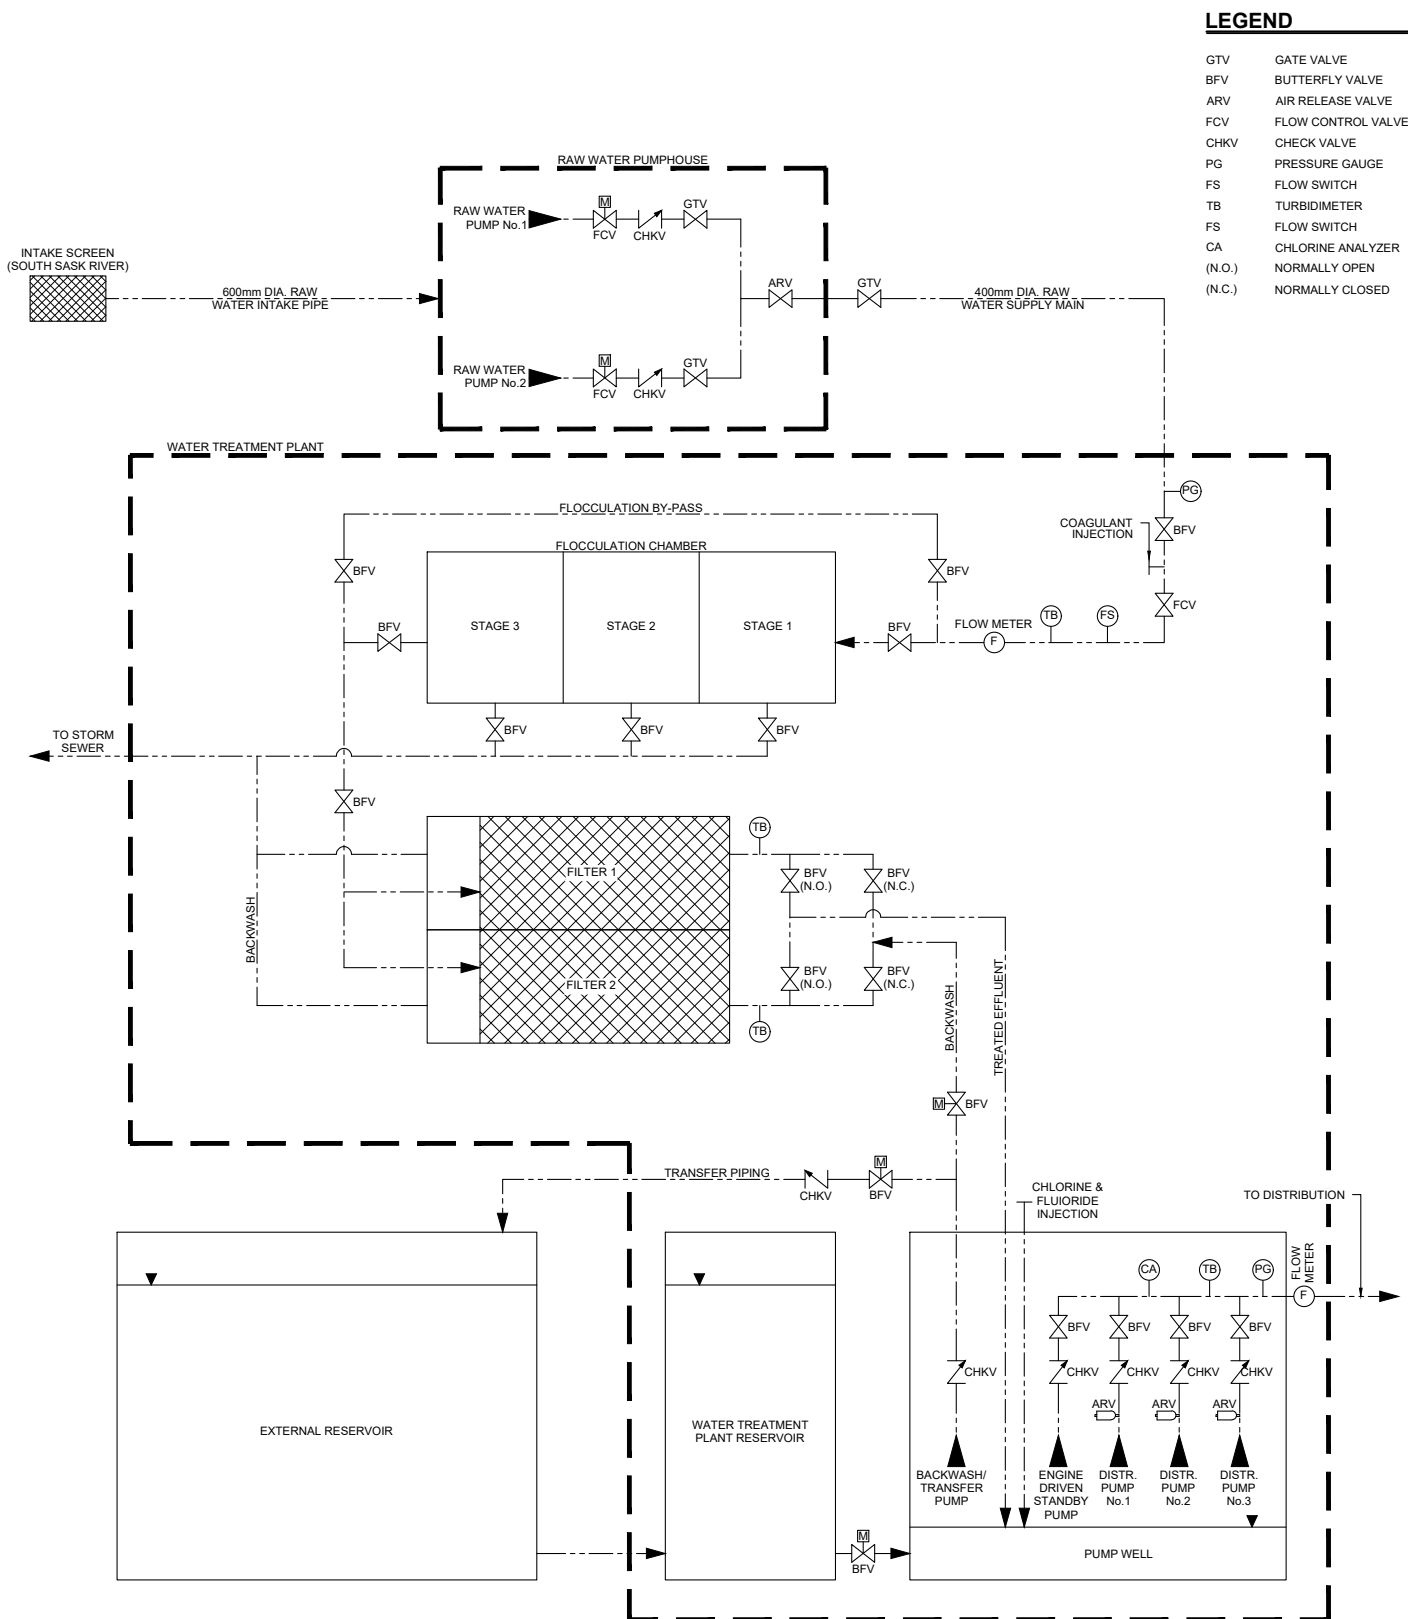 LEGEND
GTV GATE VALVE
BFV BUTTERFLY VALVE
ARV AIR RELEASE VALVE
FCV FLOW CONTROL VALVE
CHKV CHECK VALVE
PG PRESSURE GAUGE
FS FLOW SWITCH
TB TURBIDIMETER
FS FLOW SWITCH
CA CHLORINE ANALYZER
(N.O.) NORMALLY OPEN
(N.C.) NORMALLY CLOSED
RAW WATER PUMPHOUSE
RAW WATER
PUMP No.1
M
FCV
CHKV
GTV
INTAKE SCREEN
(SOUTH SASK RIVER)
600mm DIA. RAW
WATER INTAKE PIPE
ARV
GTV
400mm DIA. RAW
WATER SUPPLY MAIN
RAW WATER
PUMP No.2
M
FCV
CHKV
GTV
WATER TREATMENT PLANT
PG
FLOCCULATION BY-PASS
COAGULANT
INJECTION
BFV
FLOCCULATION CHAMBER
BFV
BFV
FCV
BFV
STAGE 3
STAGE 2
STAGE 1
BFV
FLOW METER
F
TB
FS
BFV
BFV
BFV
TO STORM
SEWER
BFV
TB
FILTER 1
BFV
(N.O.)
BFV
(N.C.)
BACKWASH
FILTER 2
BFV
(N.O.)
BFV
(N.C.)
TB
BACKWASH
TREATED EFFLUENT
M
BFV
TRANSFER PIPING
CHKV
M
BFV
CHLORINE &
FLUIORIDE
INJECTION
TO DISTRIBUTION
CA
TB
PG
FLOW
METER
F
BFV
BFV
BFV
BFV
CHKV
CHKV
CHKV
CHKV
CHKV
ARV
ARV
ARV
EXTERNAL RESERVOIR
WATER TREATMENT
PLANT RESERVOIR
BACKWASH/
TRANSFER
PUMP
ENGINE
DRIVEN
STANDBY
PUMP
DISTR.
PUMP
No.1
DISTR.
PUMP
No.2
DISTR.
PUMP
No.3
M
BFV
PUMP WELL